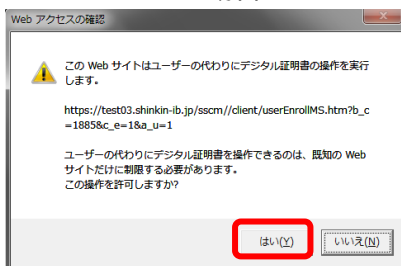 Web アクセスの確認
この Web サイトはユーザーの代わりにデジタル証明書の操作を実行
します。
https://test03.shinkin-ib.jp/sscm//client/userEnrollMS.htm?b_c
=1885&c_e=1&a_u=1
ユーザーの代わりにデジタル証明書を操作できるのは、既知の Web
サイトだけに制限する必要があります。
この操作を許可しますか?
はい(Y) いいえ(N)